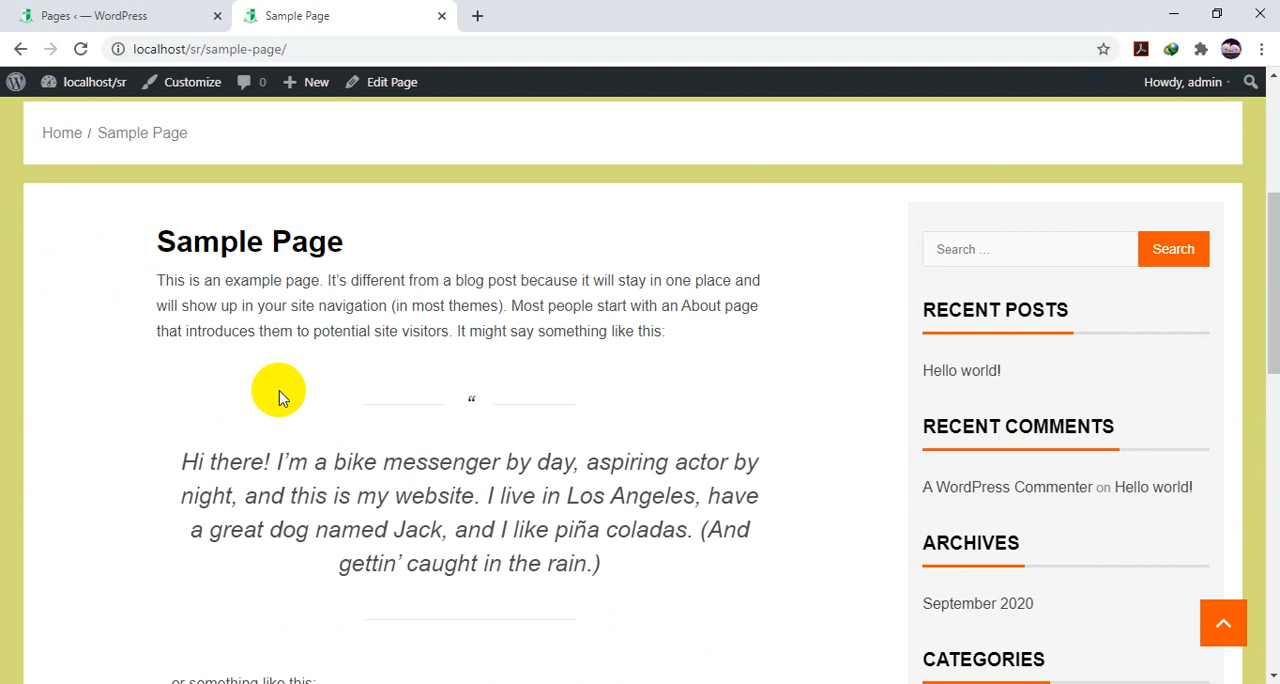 Pages ‹ — WordPress
Sample Page
localhost/sr/sample-page/
localhost/sr
Customize
0
New
Edit Page
Howdy, admin
Home / Sample Page
Sample Page
This is an example page. It’s different from a blog post because it will stay in one place and
will show up in your site navigation (in most themes). Most people start with an About page
that introduces them to potential site visitors. It might say something like this:
“
Hi there! I’m a bike messenger by day, aspiring actor by
night, and this is my website. I live in Los Angeles, have
a great dog named Jack, and I like piña coladas. (And
gettin’ caught in the rain.)
or something like this:
Search ...
Search
RECENT POSTS
Hello world!
RECENT COMMENTS
A WordPress Commenter on Hello world!
ARCHIVES
September 2020
CATEGORIES